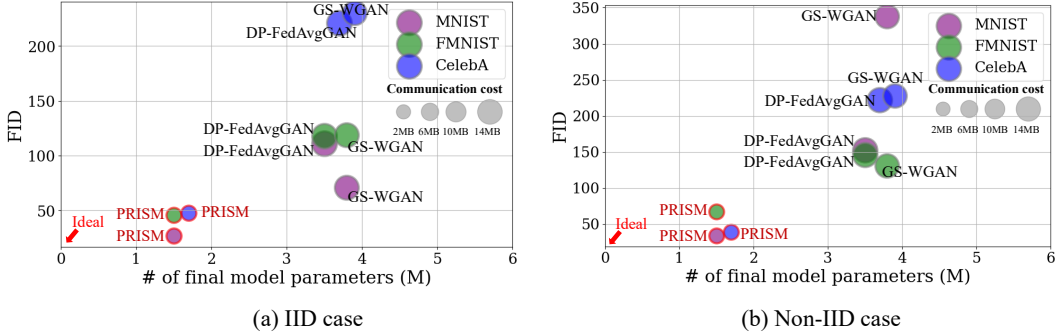 GS-WGAN
DP-FedAvgGAN
MNIST
FMNIST
CelebA
Communication cost
2MB 6MB 10MB 14MB
DP-FedAvgGAN
DP-FedAvgGAN
GS-WGAN
GS-WGAN
PRISM
PRISM
PRISM
Ideal
FID
200
150
100
50
0 1 2 3 4 5 6
# of final model parameters (M)
(a) IID case
GS-WGAN
MNIST
FMNIST
CelebA
Communication cost
2MB 6MB 10MB 14MB
GS-WGAN
DP-FedAvgGAN
DP-FedAvgGAN
DP-FedAvgGAN
GS-WGAN
PRISM
PRISM
PRISM
Ideal
FID
350
300
250
200
150
100
50
0 1 2 3 4 5 6
# of final model parameters (M)
(b) Non-IID case